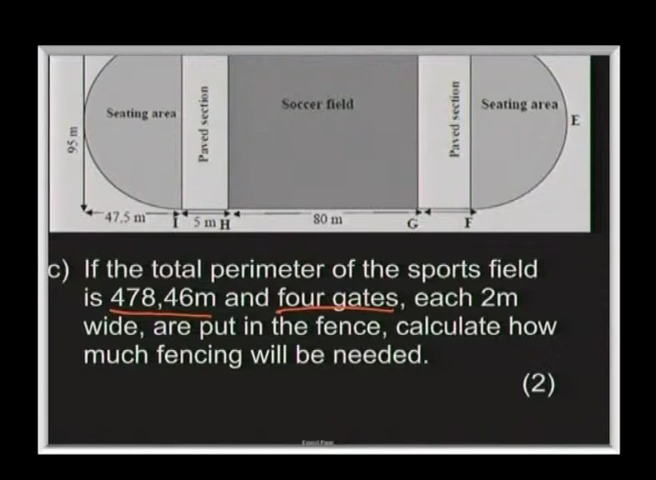 95 m
Seating area
Paved section
Soccer field
Paved section
Seating area
E
47.5 m
I
5 m
H
80 m
G
F
c) If the total perimeter of the sports field
is 478,46m and four gates, each 2m
wide, are put in the fence, calculate how
much fencing will be needed.
(2)